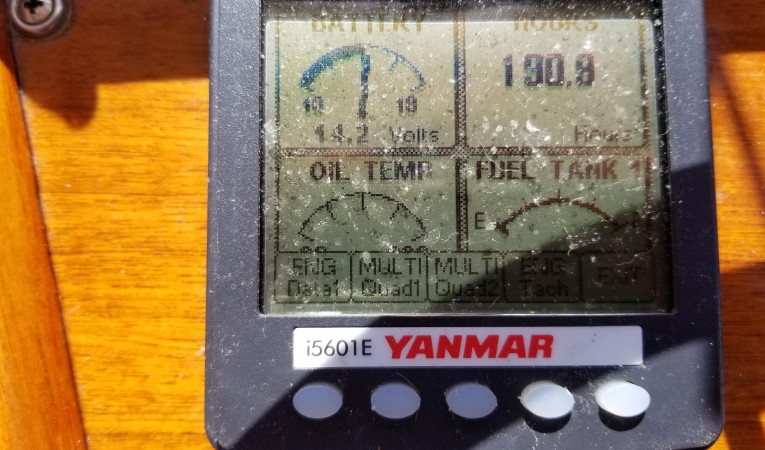 BATTERY HOURS
190.9
10 19
14.2 Volts Hours
OIL TEMP FUEL TANK 1
E
ENG MULTI MULTI ENG EXIT
Data1 Quad1 Quad2 Tach
i5601E YANMAR